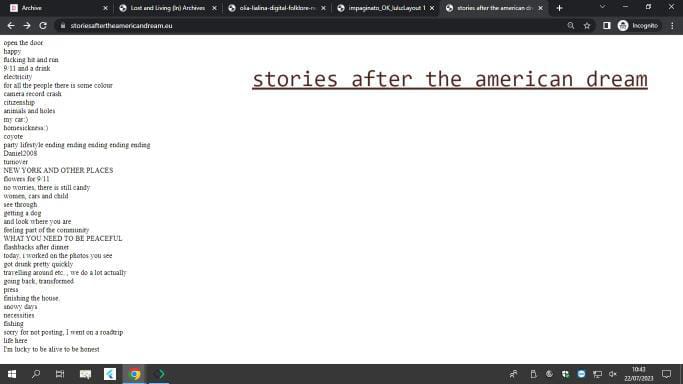 Archive
Lost and Living (In) Archives
olia-lialina-digital-folklore-re
impaginato_OK_luluzLayout 1
stories after the american dre
storiesaftertheamericandream.eu
Incognito
stories after the american dream
open the door.
happy
fucking hit and run
9/11 and a drink
electricity
for all the people there is some colour
camera record crash
citizenship
animals and holes
my car:)
homesickness:)
coyote
party lifestyle ending ending ending ending ending
Daniel2008
turnover
NEW YORK AND OTHER PLACES
flowers for 9/11
no worries, there is still candy
women, cars and child
see through
getting a dog
and look where you are
feeling part of the community
WHAT YOU NEED TO BE PEACEFUL
flashbacks after dinner
today, i worked on the photos you see
got drunk pretty quickly
travelling around etc. , we do a lot actually
going back, transformed
press
finishing the house.
snowy days
necessities
fishing
sorry for not posting, I went on a roadtrip
life here
I'm lucky to be alive to be honest
10:43
22/07/2023